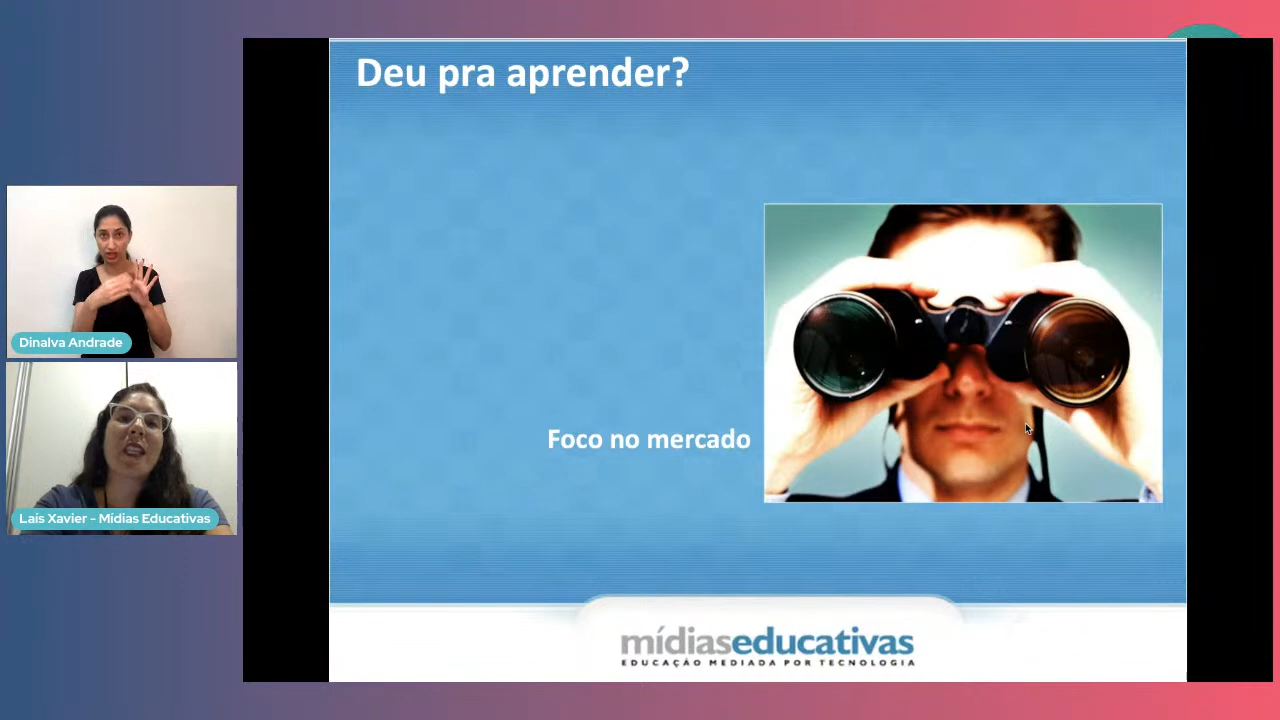 Deu pra aprender?
Dinalva Andrade
Foco no mercado
Laís Xavier - Mídias Educativas
mídiaseducativas
EDUCAÇÃO MEDIADA POR TECNOLOGIA